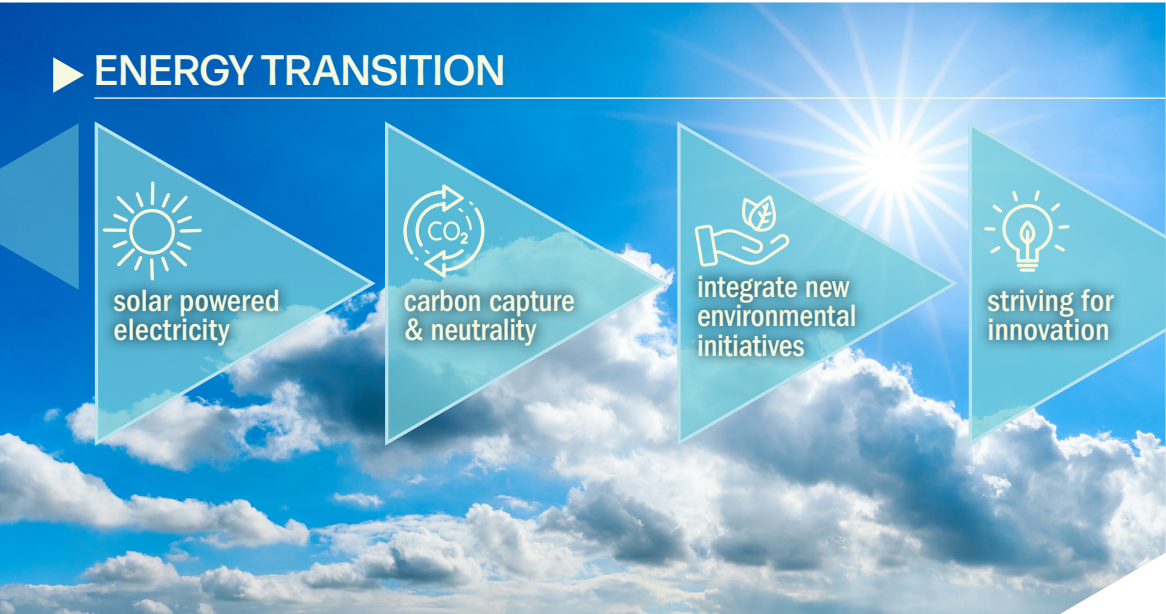 ENERGY TRANSITION
solar powered
electricity
CO₂
carbon capture
& neutrality
integrate new
environmental
initiatives
striving for
innovation